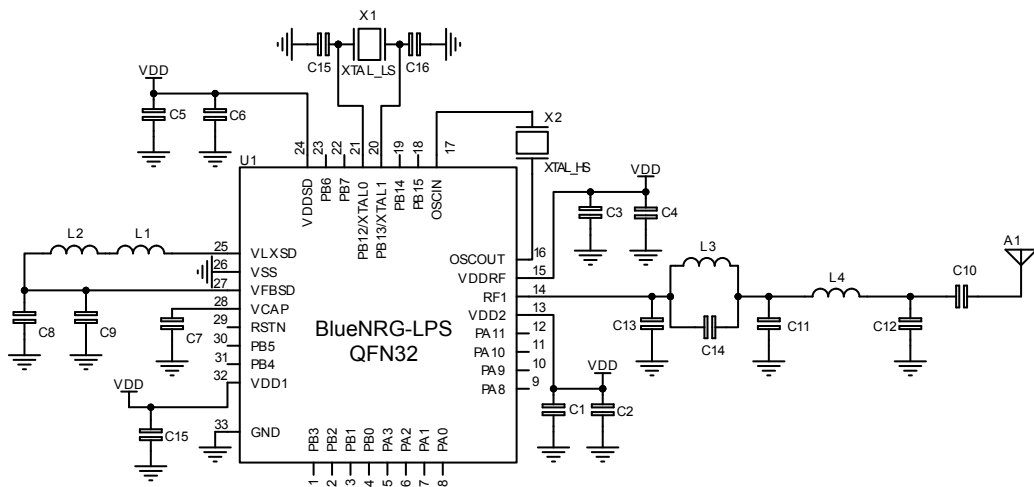 X1
C15
C16
XTAL_LS
VDD
C5
C6
X2
XTAL_HS
24
23
22
21
20
19
18
17
U1
VDDSD
PB6
PB7
PB12/XTAL0
PB13/XTAL1
PB14
PB15
OSCIN
VDD
C3
C4
L2
L1
25
VLXSD
26
VSS
27
VFBSD
28
VCAP
29
RSTN
30
PB5
31
PB4
32
VDD1
33
GND
C8
C9
C7
VDD
C15
BlueNRG-LPS
QFN32
OSCOUT
16
VDDRF
15
RF1
14
VDD2
13
PA11
12
PA10
11
PA9
10
PA8
9
L3
C13
C14
C11
L4
C12
C10
A1
VDD
C1
C2
PB3
PB2
PB1
PB0
PA3
PA2
PA1
PA0
1
2
3
4
5
6
7
8